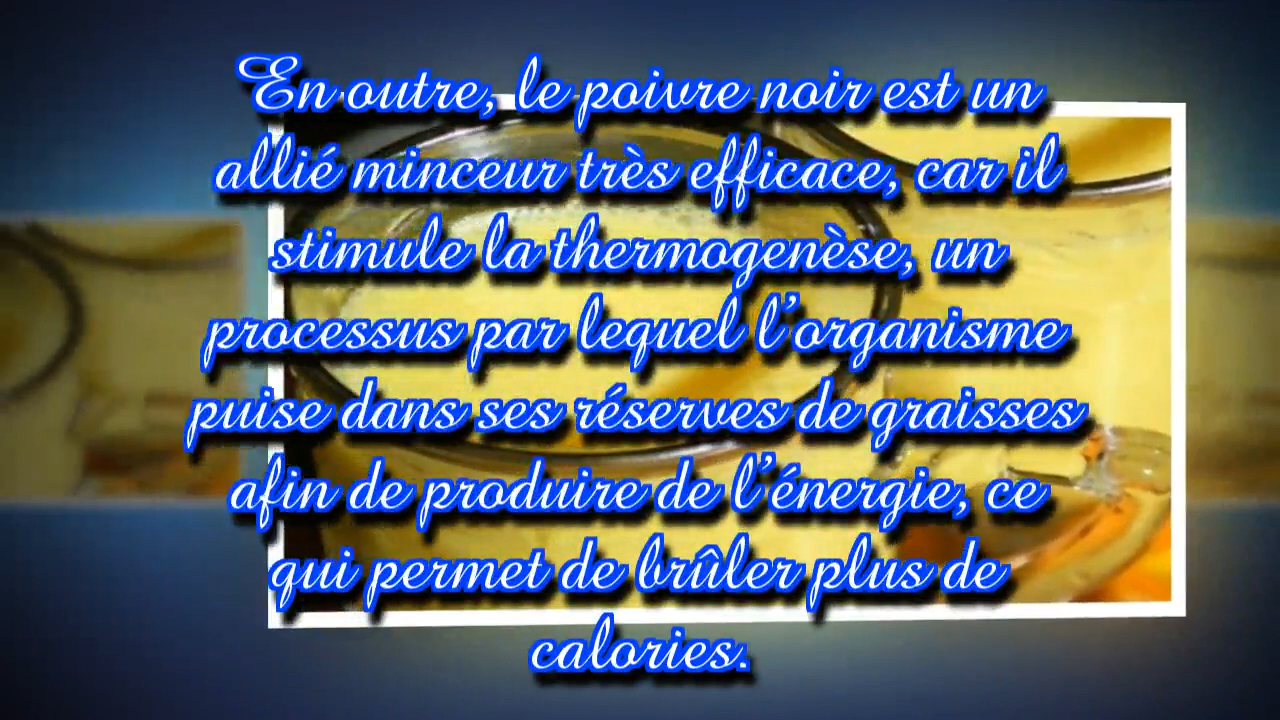 En outre, le poivre noir est un
allié minceur très efficace, car il
stimule la thermogenèse, un
processus par lequel l’organisme
puise dans ses réserves de graisses
afin de produire de l’énergie, ce
qui permet de brûler plus de
calories.